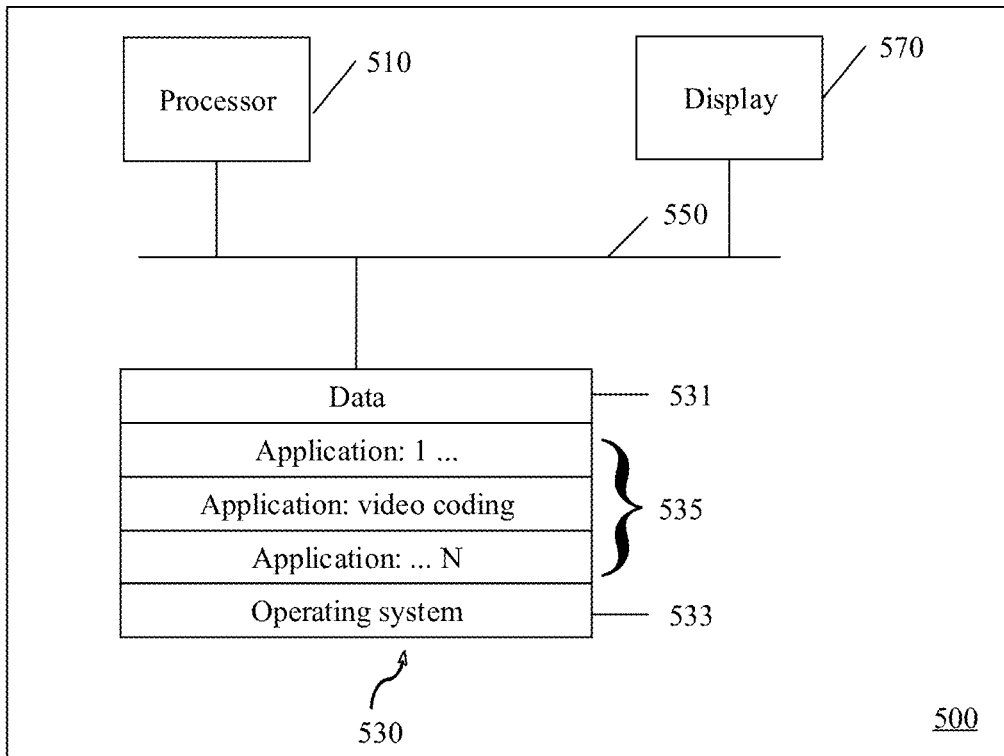 Processor
510
Display
570
550
Data
531
Application: 1 ...
Application: video coding
535
Application: ... N
Operating system
533
530
500